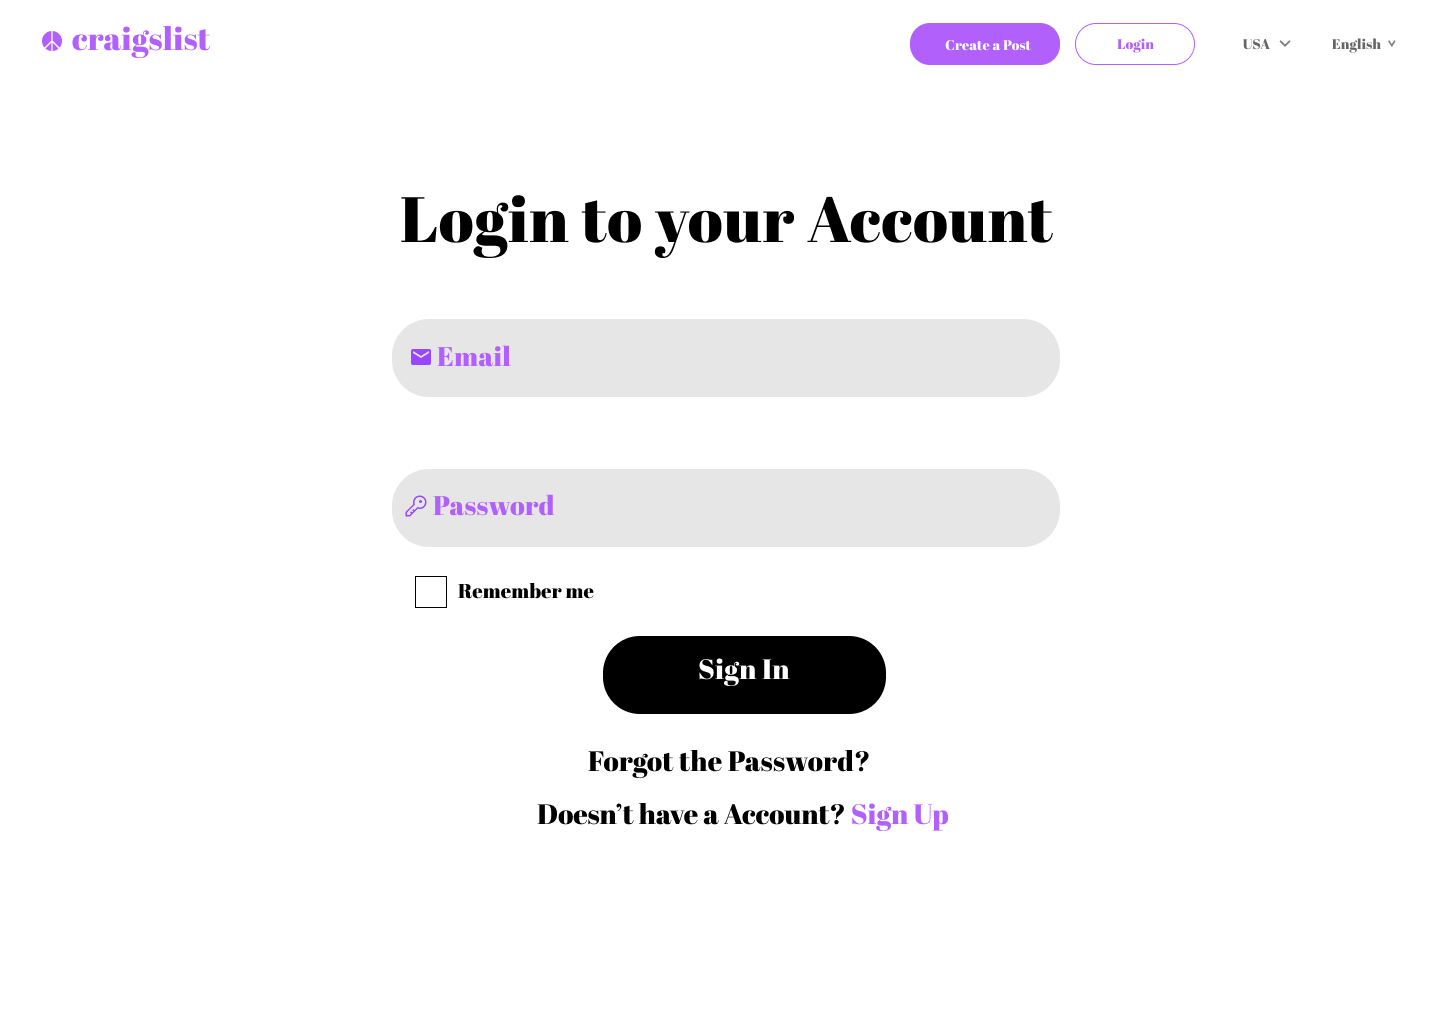 craigslist
Create a Post
Login
USA
English
Login to your Account
Email
Password
Remember me
Sign In
Forgot the Password?
Doesn’t have a Account? Sign Up